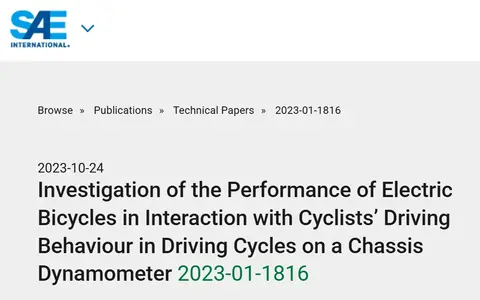 SAE
INTERNATIONAL®
Browse » Publications » Technical Papers » 2023-01-1816
2023-10-24
Investigation of the Performance of Electric
Bicycles in Interaction with Cyclists’ Driving
Behaviour in Driving Cycles on a Chassis
Dynamometer 2023-01-1816